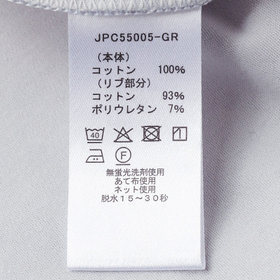 JPC55005-GR
(本体)
コットン 100%
(リブ部分)
コットン 93%
ポリウレタン 7%
40
F
無蛍光洗剤使用
あて布使用
ネット使用
脱水15～30秒